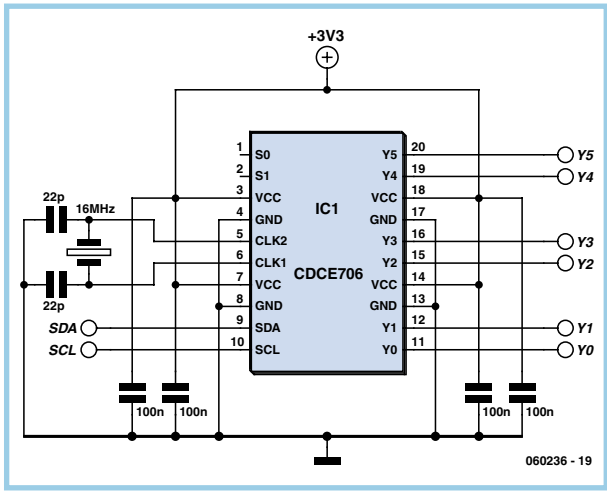 +3V3
1 S0 Y5 20 Y5
2 S1 Y4 19 Y4
3 VCC VCC 18
IC1
22p 16MHz
4 GND GND 17
5 CLK2 Y3 16 Y3
6 CLK1 Y2 15 Y2
CDCE706
7 VCC VCC 14
22p
8 GND GND 13
SDA 9 SDA Y1 12 Y1
SCL 10 SCL Y0 11 Y0
100n 100n 100n 100n
060236 - 19